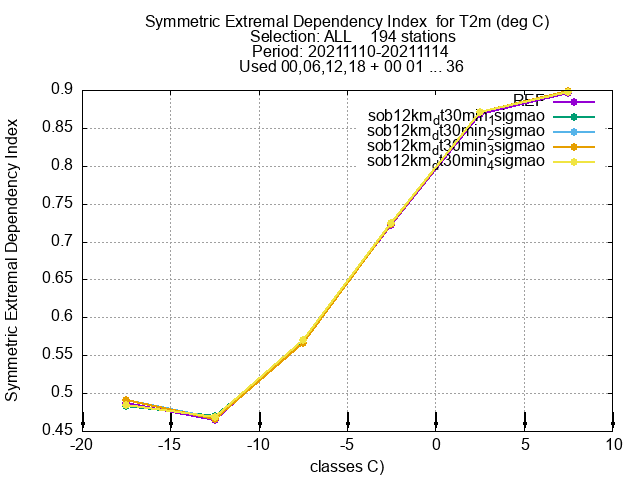 Symmetric Extremal Dependency Index  for T2m (deg C)
Selection: ALL    194 stations
Period: 20211110-20211114
Used 00,06,12,18 + 00 01 ... 36
Symmetric Extremal Dependency Index
0.9
0.85
0.8
0.75
0.7
0.65
0.6
0.55
0.5
0.45
REF
sob12km_dt30min_1sigmao
sob12km_dt30min_2sigmao
sob12km_dt30min_3sigmao
sob12km_dt30min_4sigmao
-20 -15 -10 -5 0 5 10
classes C)